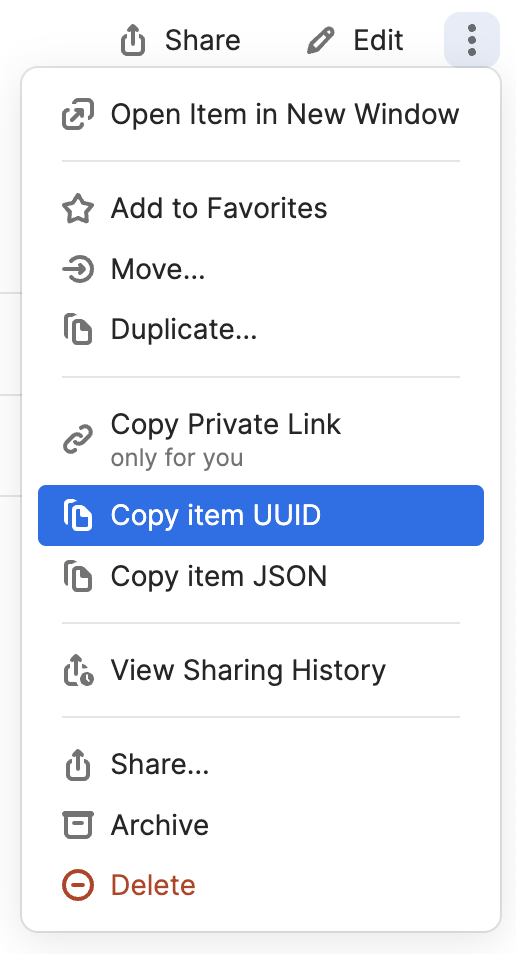 Share Edit
Open Item in New Window
Add to Favorites
Move...
Duplicate...
Copy Private Link
only for you
Copy item UUID
Copy item JSON
View Sharing History
Share...
Archive
Delete